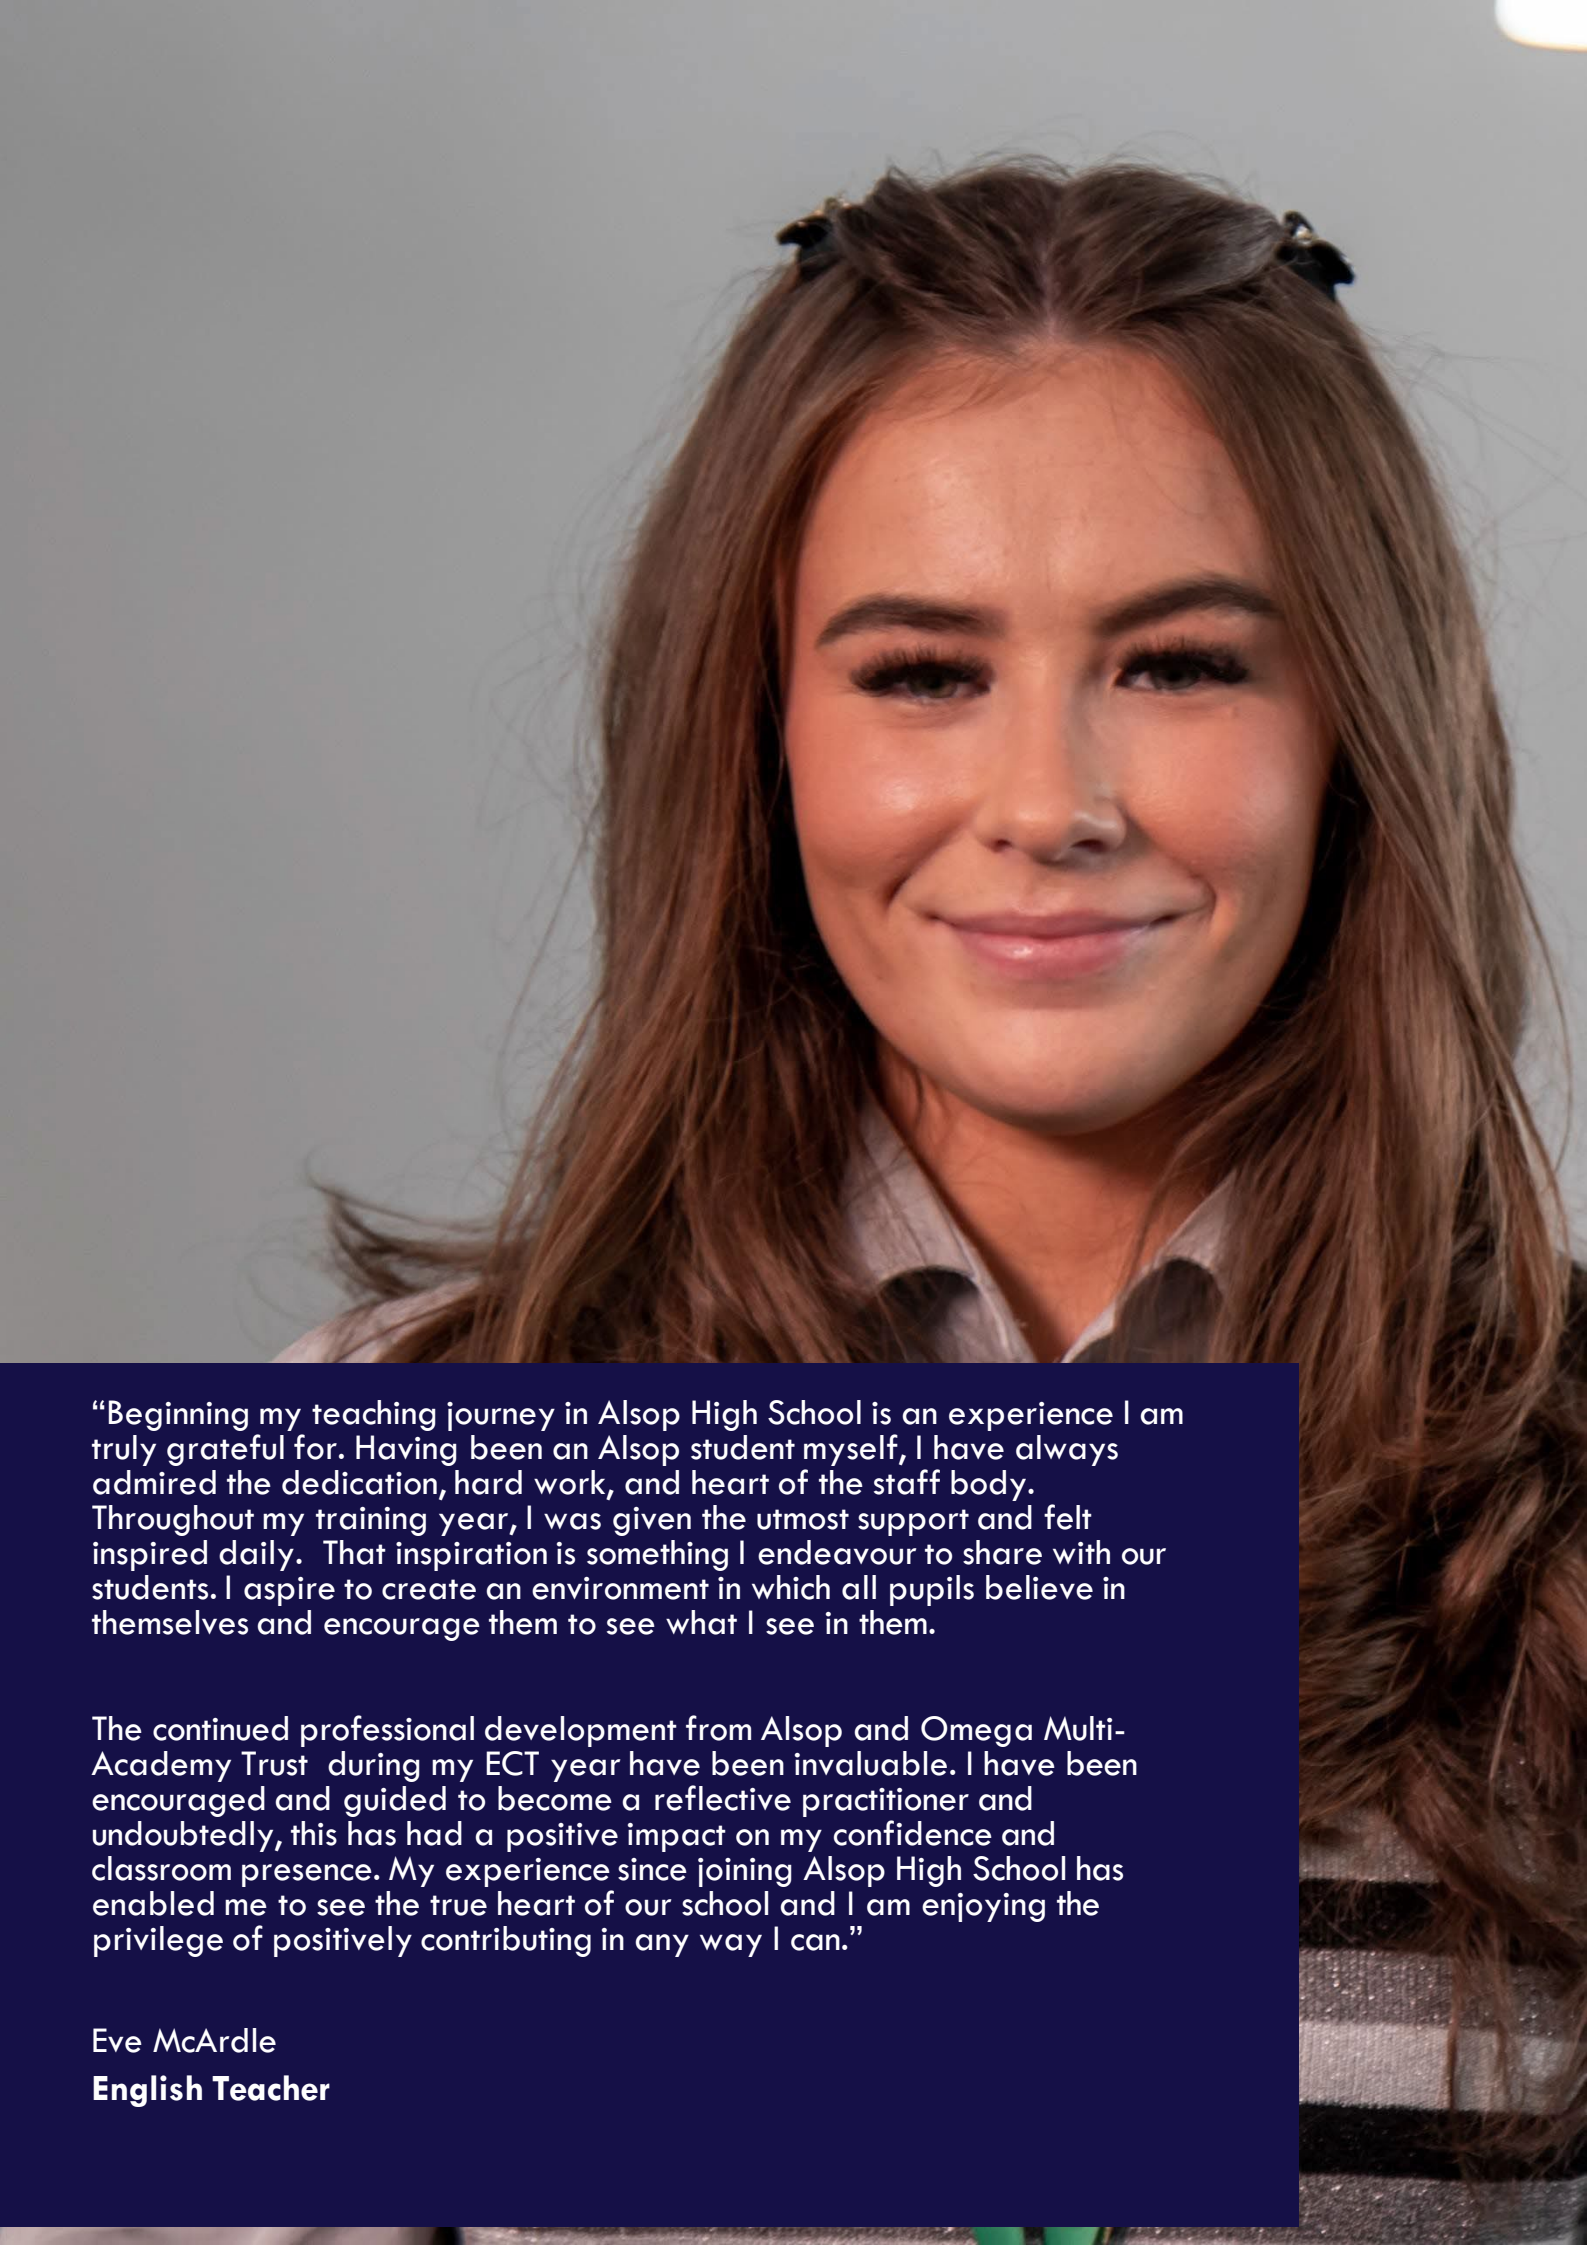 “Beginning my teaching journey in Alsop High School is an experience I am
truly grateful for. Having been an Alsop student myself, I have always
admired the dedication, hard work, and heart of the staff body.
Throughout my training year, I was given the utmost support and felt
inspired daily.  That inspiration is something I endeavour to share with our
students. I aspire to create an environment in which all pupils believe in
themselves and encourage them to see what I see in them.
The continued professional development from Alsop and Omega Multi-
Academy Trust  during my ECT year have been invaluable. I have been
encouraged and guided to become a reflective practitioner and
undoubtedly, this has had a positive impact on my confidence and
classroom presence. My experience since joining Alsop High School has
enabled me to see the true heart of our school and I am enjoying the
privilege of positively contributing in any way I can.”
Eve McArdle
English Teacher